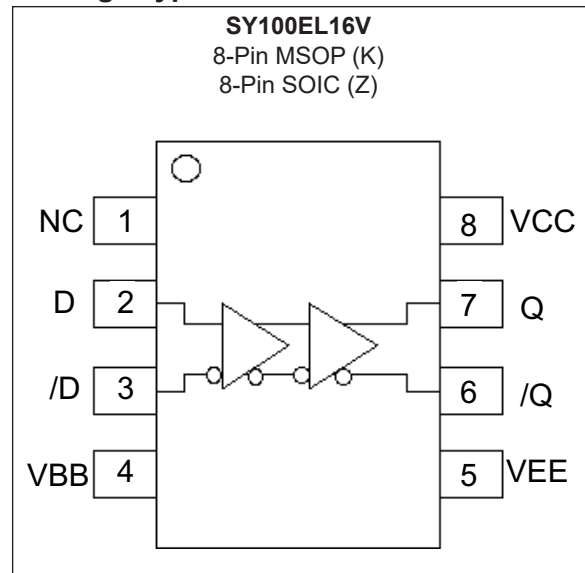 SY100EL16V
8-Pin MSOP (K)
8-Pin SOIC (Z)
NC 1 8 VCC
D 2 7 Q
/D 3 6 /Q
VBB 4 5 VEE